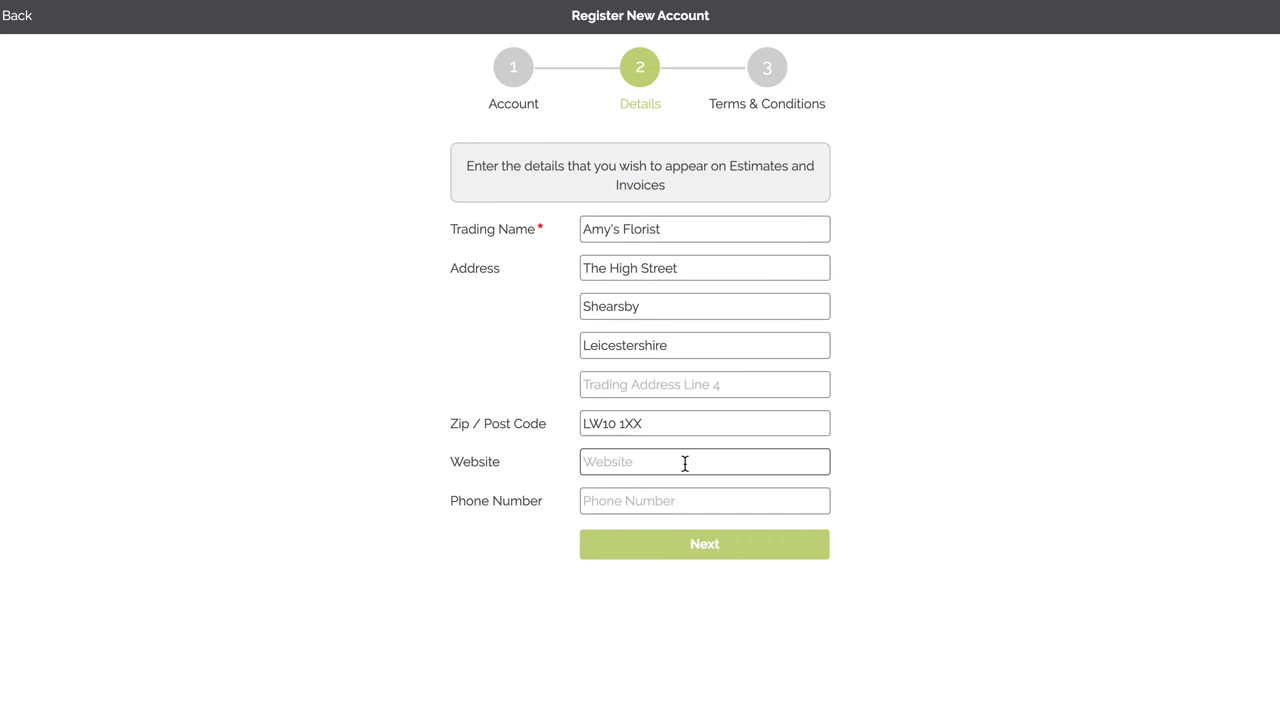 Back
Register New Account
1
2
3
Account
Details
Terms & Conditions
Enter the details that you wish to appear on Estimates and
Invoices
Trading Name*
Amy's Florist
Address
The High Street
Shearsby
Leicestershire
Trading Address Line 4
Zip / Post Code
LW10 1XX
Website
Website
Phone Number
Phone Number
Next